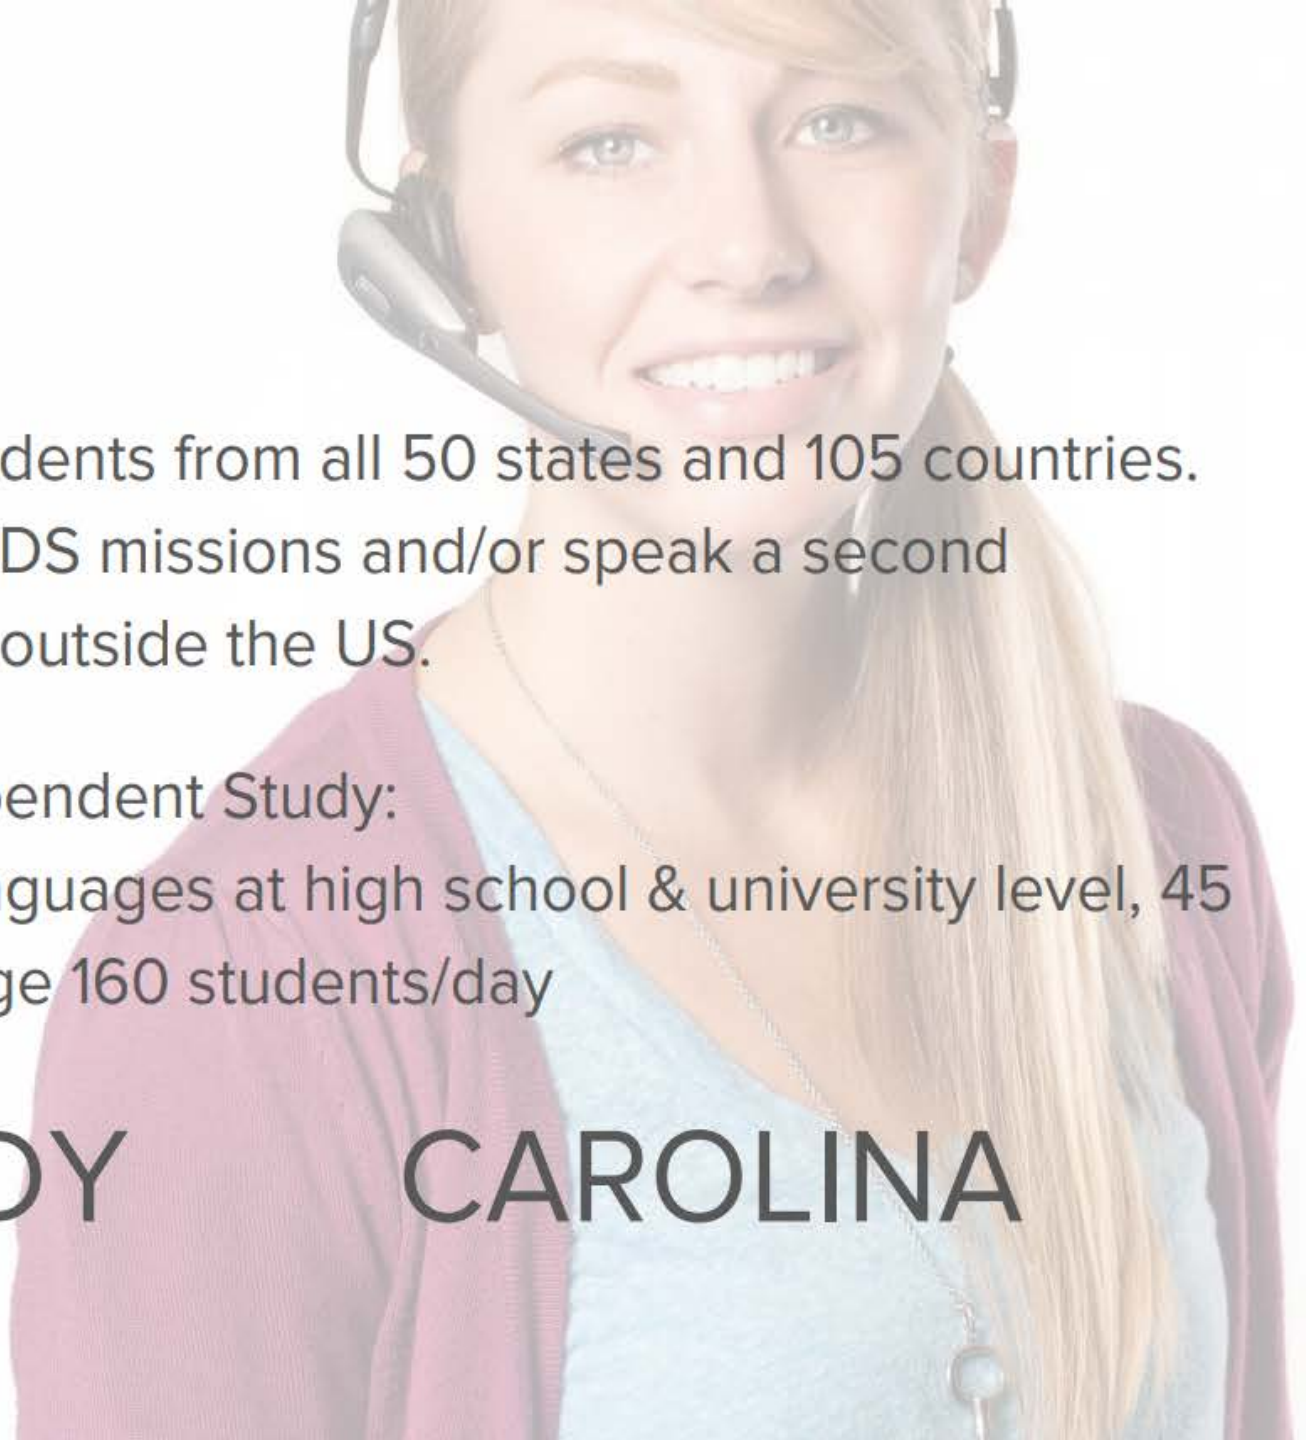 dents from all 50 states and 105 countries.
DS missions and/or speak a second
outside the US.
pendent Study:
guages at high school & university level, 45
ge 160 students/day
DY CAROLINA